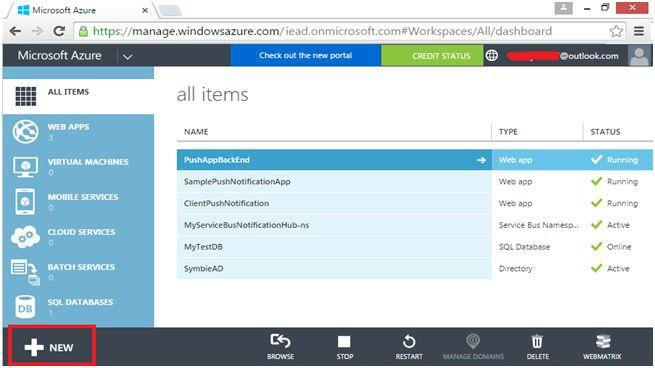 Microsoft Azure
https://manage.windowsazure.com/iead.onmicrosoft.com#Workspaces/All/dashboard
Microsoft Azure
Check out the new portal
CREDIT STATUS
@outlook.com
ALL ITEMS
WEB APPS
3
VIRTUAL MACHINES
0
MOBILE SERVICES
0
CLOUD SERVICES
0
BATCH SERVICES
0
SQL DATABASES
1
DB
all items
NAME TYPE STATUS
PushAppBackEnd Web app Running
SamplePushNotificationApp Web app Running
ClientPushNotification Web app Running
MyServiceBusNotificationHub-ns Service Bus Namesp... Active
MyTestDB SQL Database Online
SymbieAD Directory Active
NEW
BROWSE
STOP
RESTART
MANAGE DOMAINS
DELETE
WEBMATRIX